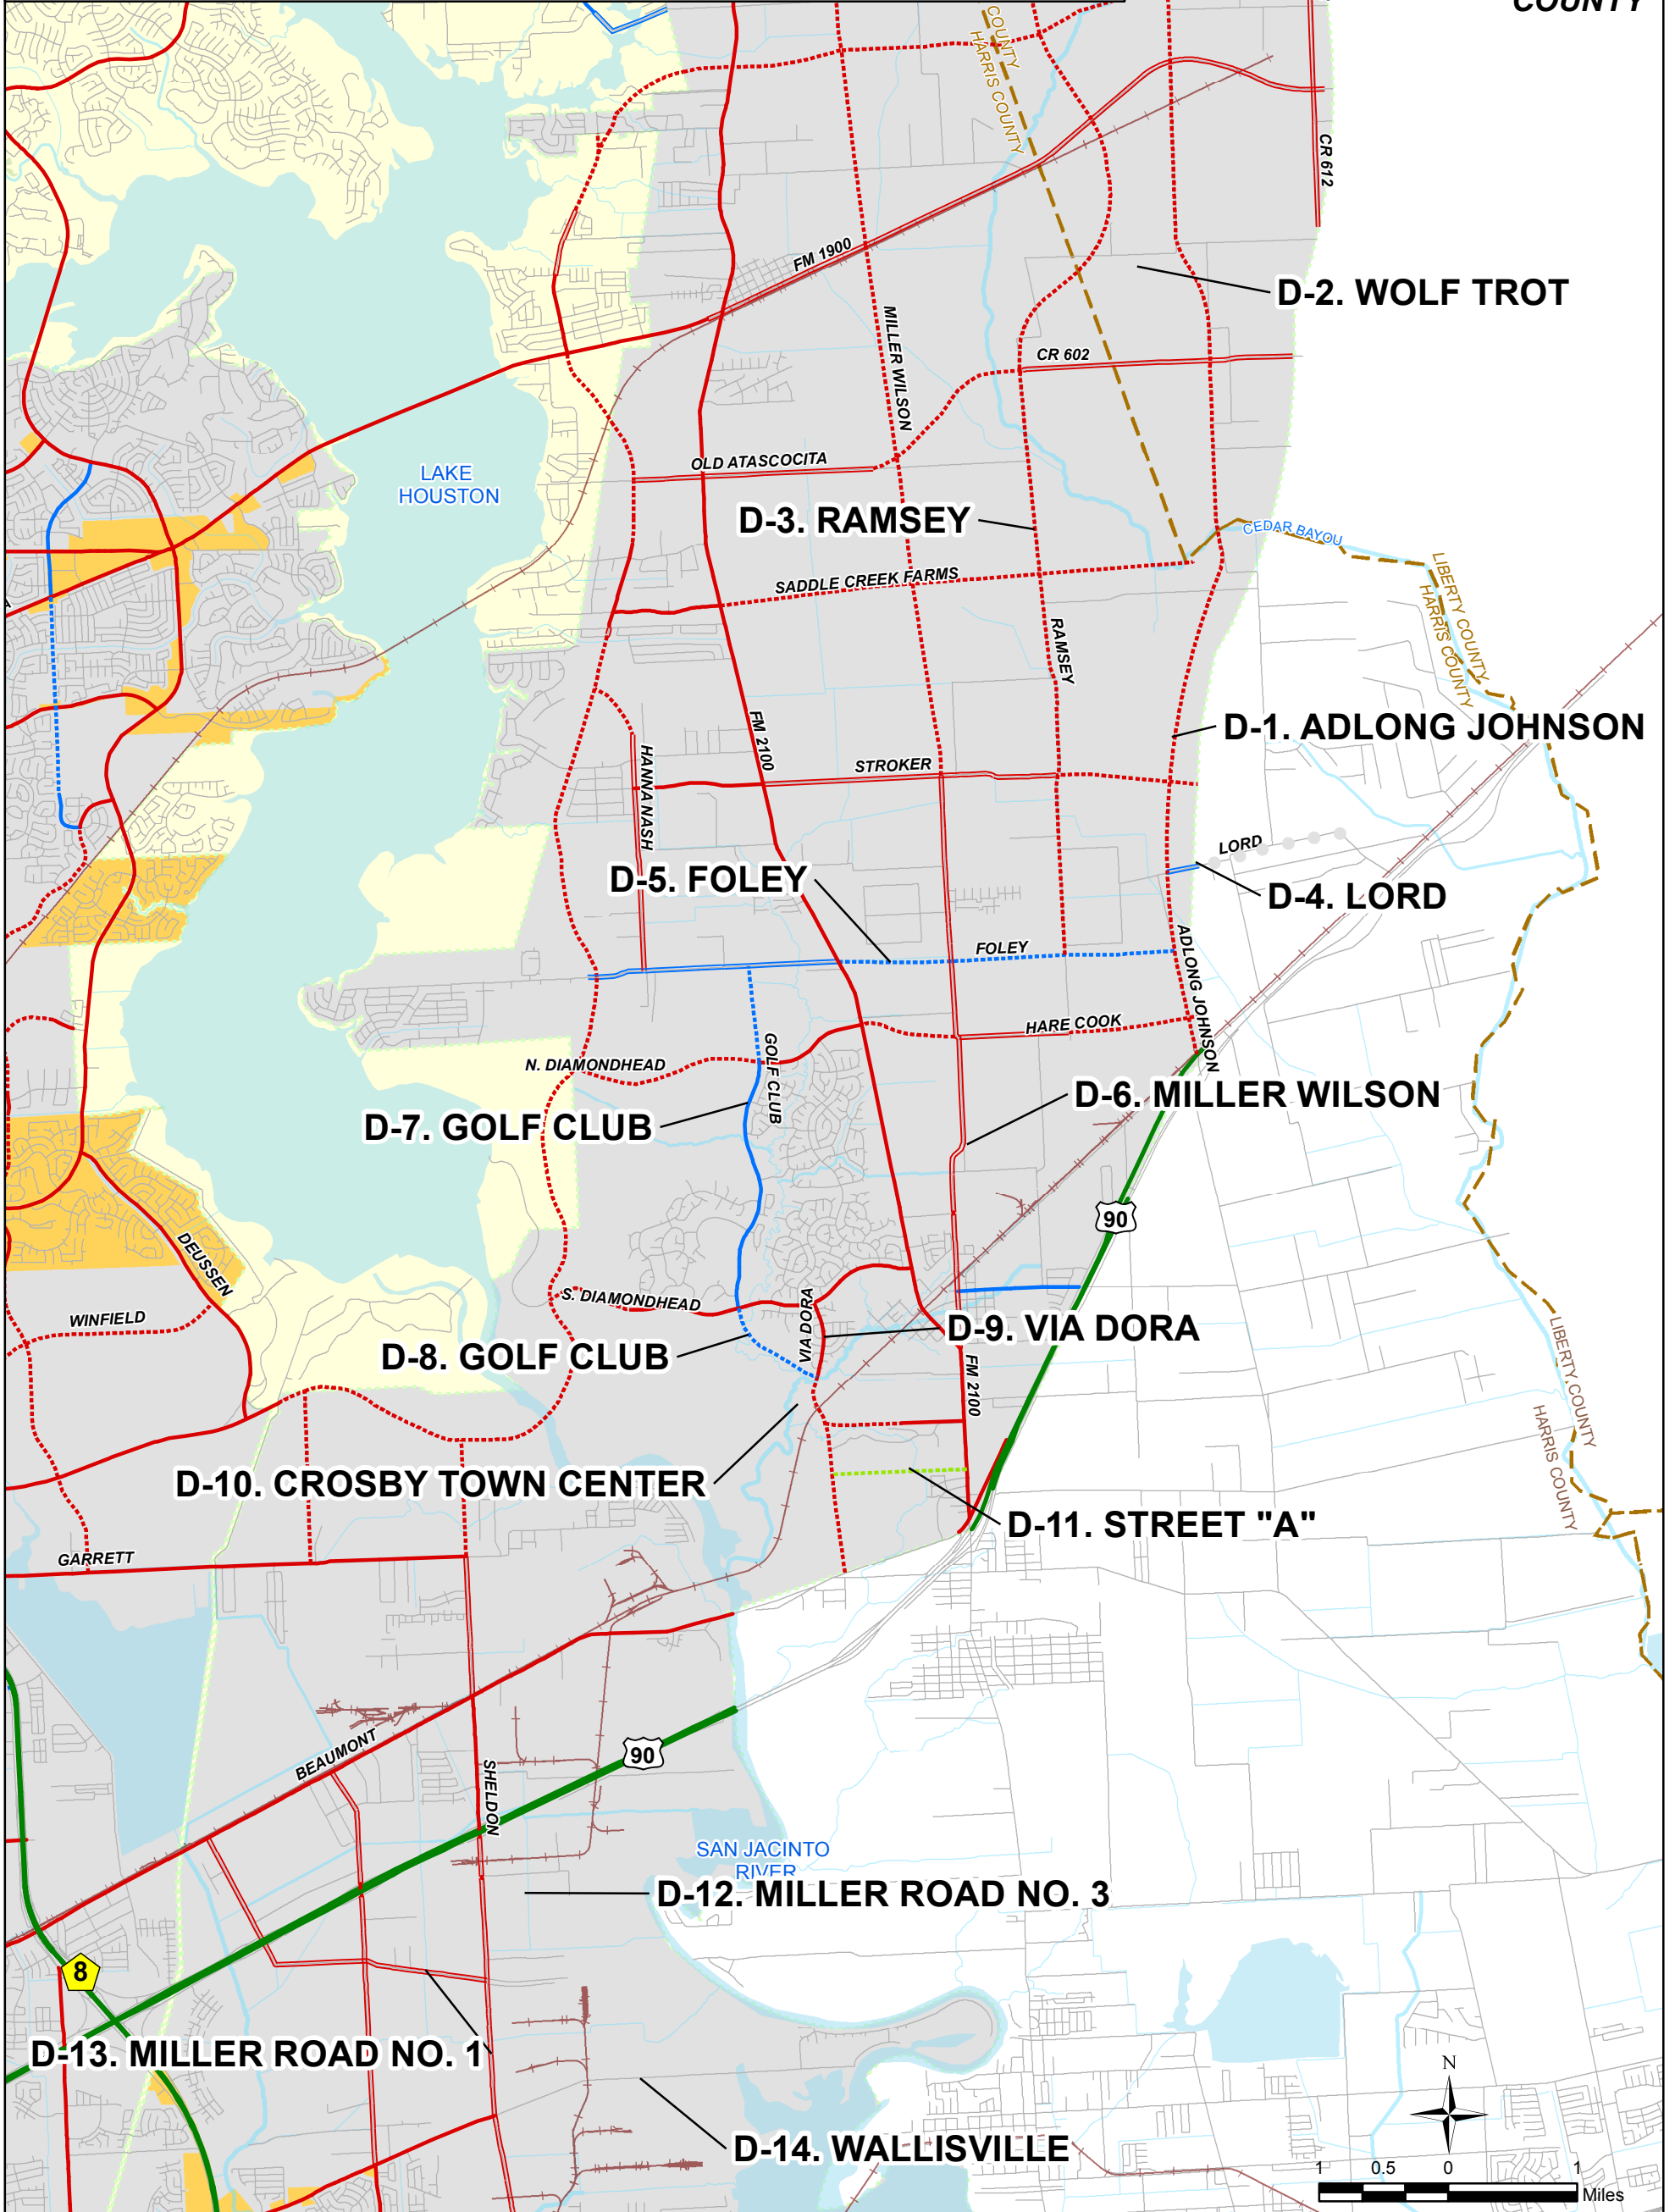 COUNTY
COUNTY
HARRIS COUNTY
CR 612
FM 1900
D-2. WOLF TROT
MILLER WILSON
CR 602
OLD ATASCOCITA
LAKE
HOUSTON
D-3. RAMSEY
CEDAR BAYOU
SADDLE CREEK FARMS
LIBERTY COUNTY
HARRIS COUNTY
RAMSEY
FM 2100
D-1. ADLONG JOHNSON
HANNA NASH
STROKER
LORD
D-5. FOLEY
D-4. LORD
FOLEY
ADLONG JOHNSON
HARE COOK
GOLF CLUB
N. DIAMONDHEAD
D-6. MILLER WILSON
D-7. GOLF CLUB
90
DEUSSEN
S. DIAMONDHEAD
WINFIELD
VIA DORA
D-9. VIA DORA
D-8. GOLF CLUB
FM 2100
LIBERTY COUNTY
HARRIS COUNTY
D-10. CROSBY TOWN CENTER
D-11. STREET "A"
GARRETT
BEAUMONT
90
SHELDON
SAN JACINTO
RIVER
D-12. MILLER ROAD NO. 3
8
D-13. MILLER ROAD NO. 1
N
D-14. WALLISVILLE
1 0.5 0 1
Miles